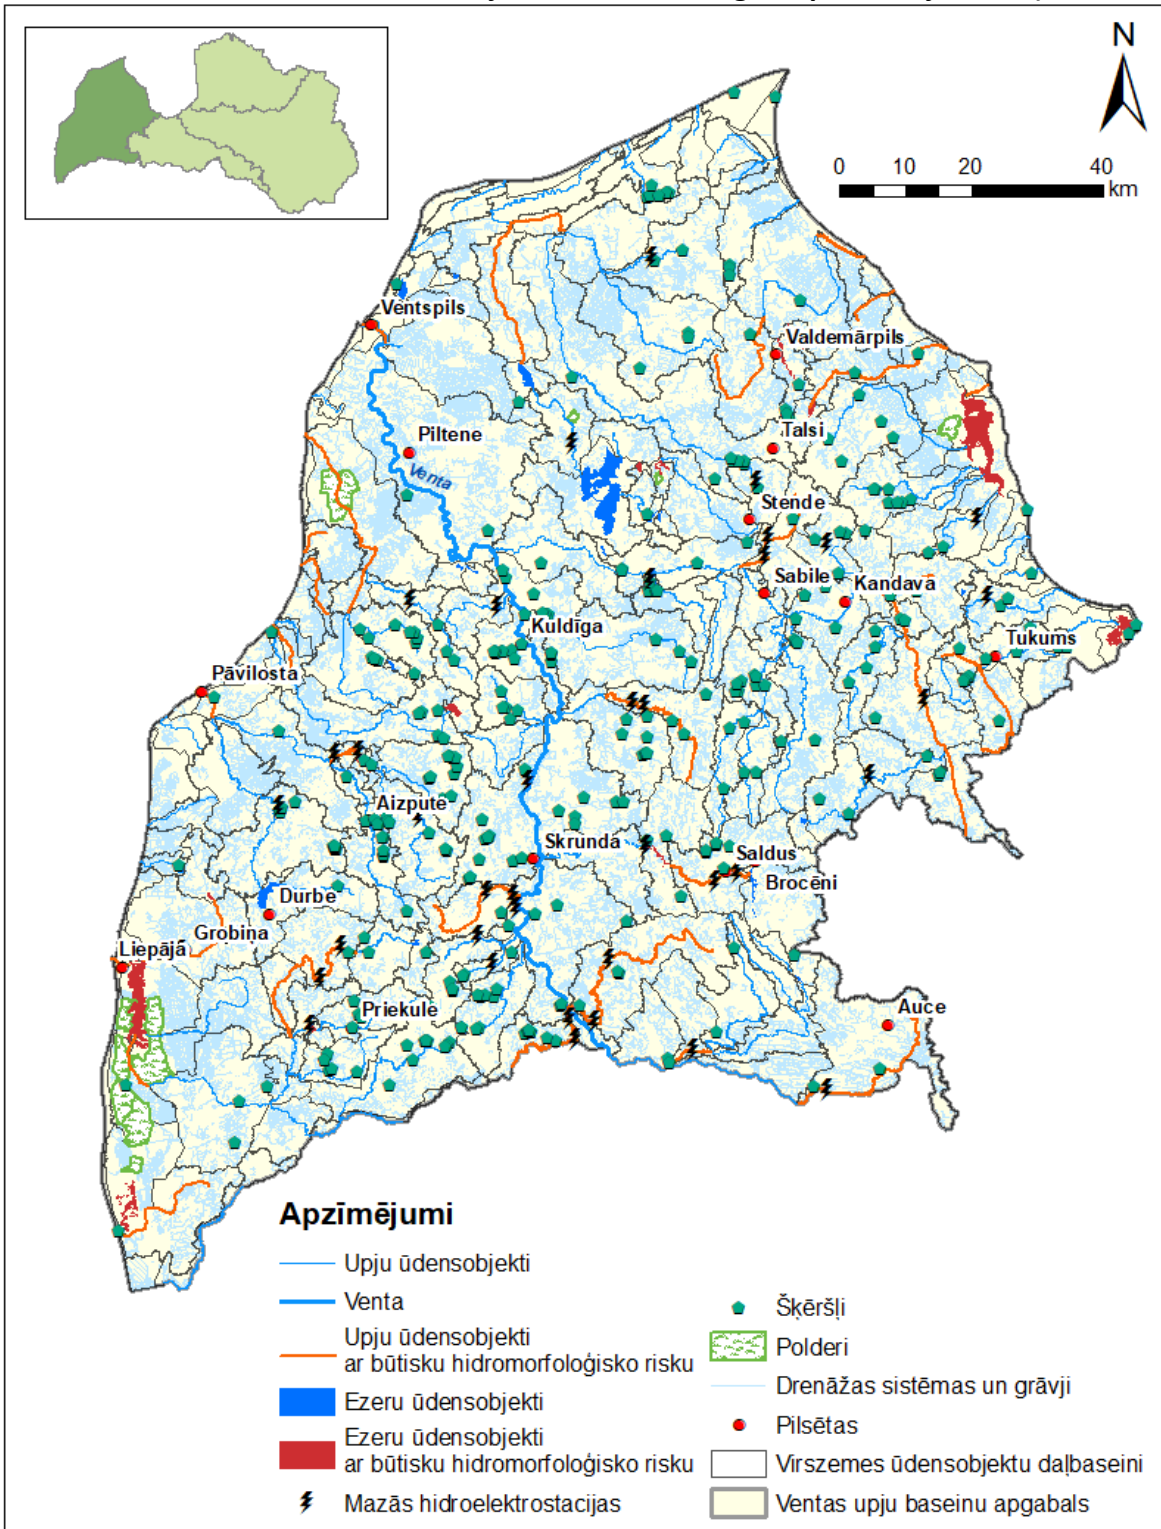 N
0 10 20 40
km
Ventspils
Valdemārpils
Talsi
Piltene
Venta
Stende
Sabile
Kandava
Kuldīga
Tukums
Pāvilosta
Aizpute
Skrunda
Saldus
Brocēni
Durbe
Grobiņa
Liepāja
Priekule
Auce
Apzīmējumi
Upju ūdensobjekti
Venta
Upju ūdensobjekti
ar būtisku hidromorfoloģisko risku
Ezeru ūdensobjekti
Ezeru ūdensobjekti
ar būtisku hidromorfoloģisko risku
Mazās hidroelektrostacijas
Šķēršļi
Polderi
Drenāžas sistēmas un grāvji
Pilsētas
Virszemes ūdensobjektu daļbaseini
Ventas upju baseinu apgabals